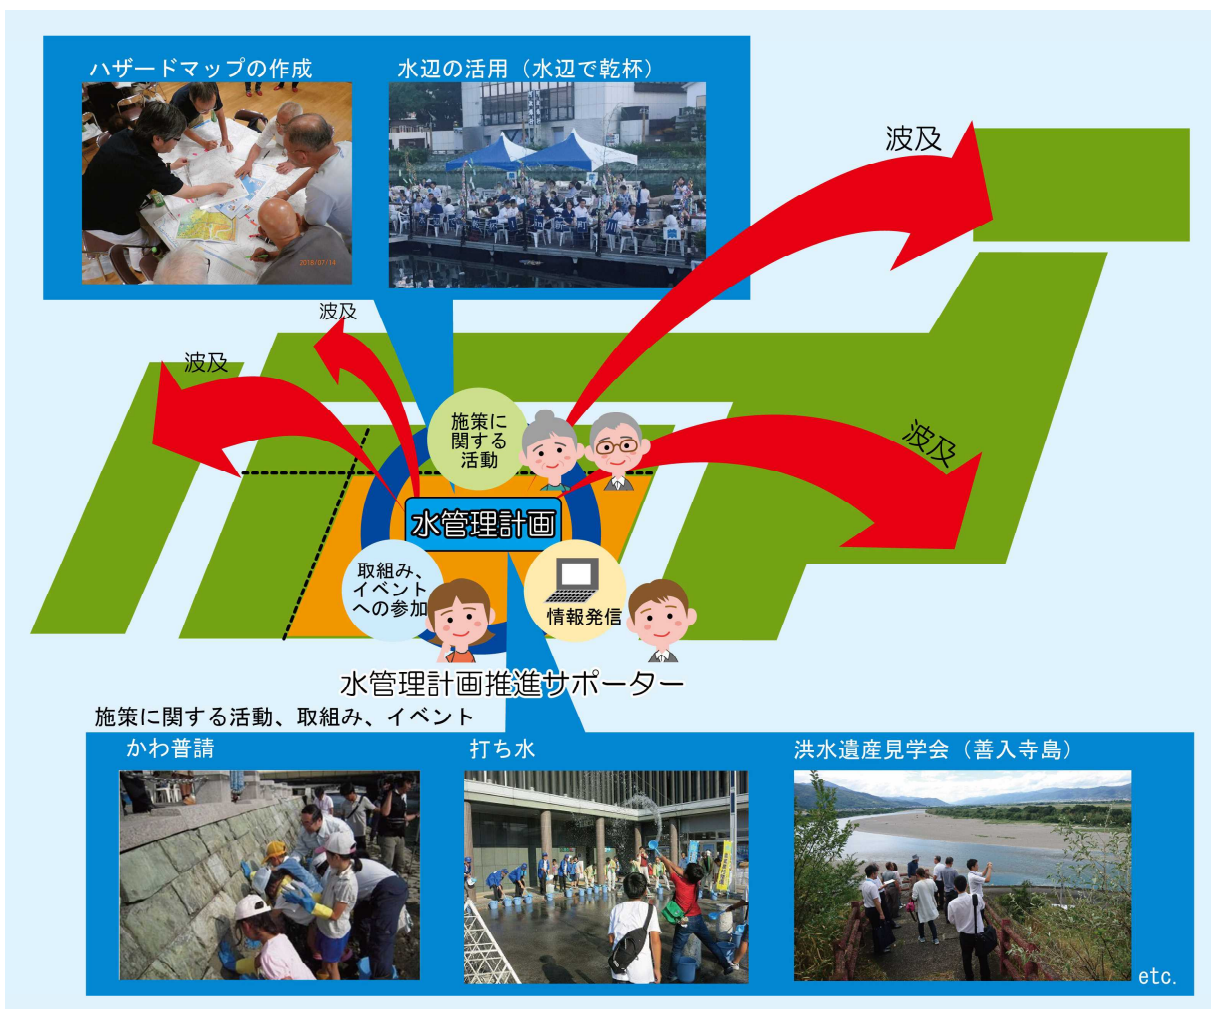 ハザードマップの作成
水辺の活用（水辺で乾杯）
2018/07/14
波及
波及
波及
波及
施策に
関する
活動
水管理計画
取組み、
イベント
への参加
情報発信
水管理計画推進サポーター
施策に関する活動、取組み、イベント
かわ普請
打ち水
洪水遺産見学会（善入寺島）
etc.